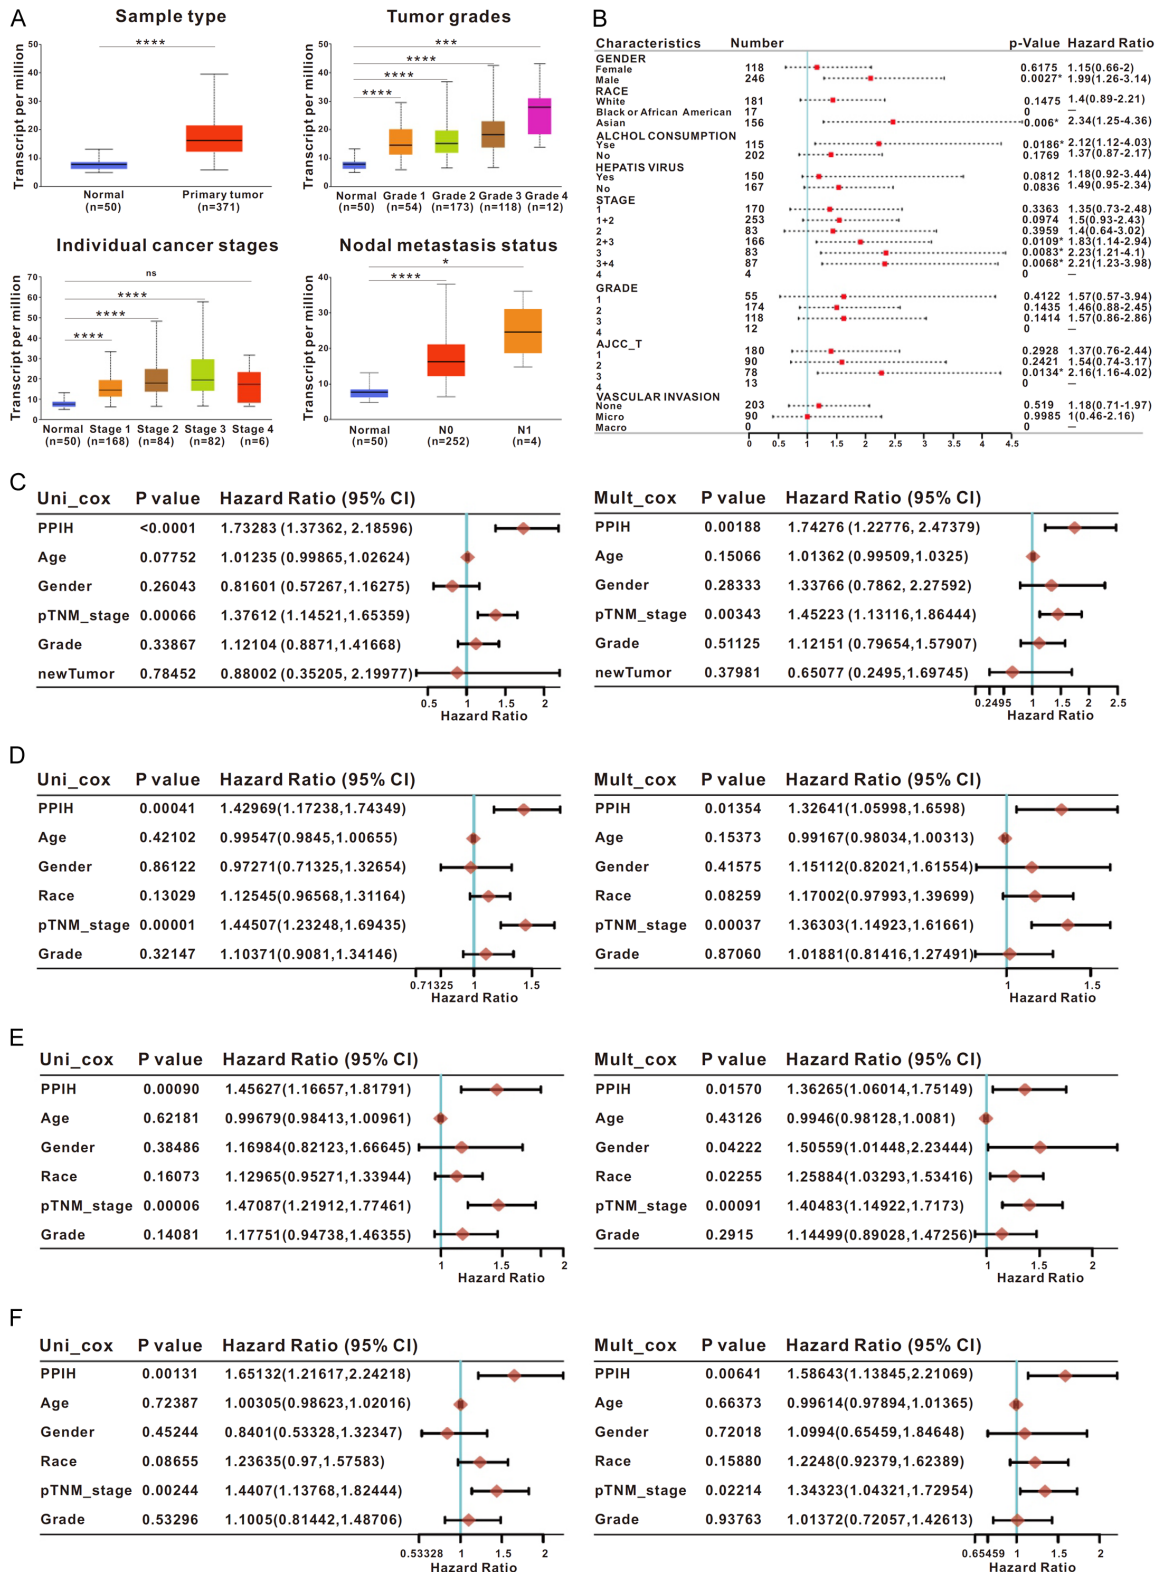 A
Sample type
Transcript per million
50
40
30
20
10
0
****
Normal
(n=50)
Primary tumor
(n=371)
Tumor grades
Transcript per million
50
40
30
20
10
0
***
****
****
****
Normal
(n=50)
Grade 1
(n=54)
Grade 2
(n=173)
Grade 3
(n=118)
Grade 4
(n=12)
Individual cancer stages
Transcript per million
70
60
50
40
30
20
10
0
ns
****
****
****
Normal
(n=50)
Stage 1
(n=168)
Stage 2
(n=84)
Stage 3
(n=82)
Stage 4
(n=6)
Nodal metastasis status
Transcript per million
40
30
20
10
0
*
****
Normal
(n=50)
N0
(n=252)
N1
(n=4)
B
Characteristics Number p-Value Hazard Ratio
GENDER
Female 118 0.6175 1.15(0.66-2)
Male 246 0.0027* 1.99(1.26-3.14)
RACE
White 181 0.1475 1.4(0.89-2.21)
Black or African American 17 0 —
Asian 156 0.006* 2.34(1.25-4.36)
ALCHOL CONSUMPTION
Yse 115 0.0186* 2.12(1.12-4.03)
No 202 0.1769 1.37(0.87-2.17)
HEPATIS VIRUS
Yes 150 0.0812 1.18(0.92-3.44)
No 167 0.0836 1.49(0.95-2.34)
STAGE
1 170 0.3363 1.35(0.73-2.48)
1+2 253 0.0974 1.5(0.93-2.43)
2 83 0.3959 1.4(0.64-3.02)
2+3 166 0.0109* 1.83(1.14-2.94)
3 83 0.0083* 2.23(1.21-4.1)
3+4 87 0.0068* 2.21(1.23-3.98)
4 4 0 —
GRADE
1 55 0.4122 1.57(0.57-3.94)
2 174 0.1435 1.46(0.88-2.45)
3 118 0.1414 1.57(0.86-2.86)
4 12 0 —
AJCC_T
1 180 0.2928 1.37(0.76-2.44)
2 90 0.2421 1.54(0.74-3.17)
3 78 0.0134* 2.16(1.16-4.02)
4 13 0 —
VASCULAR INVASION
None 203 0.519 1.18(0.71-1.97)
Micro 90 0.9985 1(0.46-2.16)
Macro 0 0 —
0 0.5 1 1.5 2 2.5 3 3.5 4 4.5
C
Uni_cox P value Hazard Ratio (95% CI)
PPIH <0.0001 1.73283 (1.37362, 2.18596)
Age 0.07752 1.01235 (0.99865,1.02624)
Gender 0.26043 0.81601 (0.57267,1.16275)
pTNM_stage 0.00066 1.37612 (1.14521,1.65359)
Grade 0.33867 1.12104 (0.8871,1.41668)
newTumor 0.78452 0.88002 (0.35205, 2.19977)
0.5 1 1.5 2
Hazard Ratio
Mult_cox P value Hazard Ratio (95% CI)
PPIH 0.00188 1.74276 (1.22776, 2.47379)
Age 0.15066 1.01362 (0.99509,1.0325)
Gender 0.28333 1.33766 (0.7862, 2.27592)
pTNM_stage 0.00343 1.45223 (1.13116,1.86444)
Grade 0.51125 1.12151 (0.79654,1.57907)
newTumor 0.37981 0.65077 (0.2495,1.69745)
0.2495 1 1.5 2 2.5
Hazard Ratio
D
Uni_cox P value Hazard Ratio (95% CI)
PPIH 0.00041 1.42969(1.17238,1.74349)
Age 0.42102 0.99547(0.9845,1.00655)
Gender 0.86122 0.97271(0.71325,1.32654)
Race 0.13029 1.12545(0.96568,1.31164)
pTNM_stage 0.00001 1.44507(1.23248,1.69435)
Grade 0.32147 1.10371(0.9081,1.34146)
0.71325 1 1.5
Hazard Ratio
Mult_cox P value Hazard Ratio (95% CI)
PPIH 0.01354 1.32641(1.05998,1.6598)
Age 0.15373 0.99167(0.98034,1.00313)
Gender 0.41575 1.15112(0.82021,1.61554)
Race 0.08259 1.17002(0.97993,1.39699)
pTNM_stage 0.00037 1.36303(1.14923,1.61661)
Grade 0.87060 1.01881(0.81416,1.27491)
1 1.5
Hazard Ratio
E
Uni_cox P value Hazard Ratio (95% CI)
PPIH 0.00090 1.45627(1.16657,1.81791)
Age 0.62181 0.99679(0.98413,1.00961)
Gender 0.38486 1.16984(0.82123,1.66645)
Race 0.16073 1.12965(0.95271,1.33944)
pTNM_stage 0.00006 1.47087(1.21912,1.77461)
Grade 0.14081 1.17751(0.94738,1.46355)
1 1.5 2
Hazard Ratio
Mult_cox P value Hazard Ratio (95% CI)
PPIH 0.01570 1.36265(1.06014,1.75149)
Age 0.43126 0.9946(0.98128,1.0081)
Gender 0.04222 1.50559(1.01448,2.23444)
Race 0.02255 1.25884(1.03293,1.53416)
pTNM_stage 0.00091 1.40483(1.14922,1.7173)
Grade 0.2915 1.14499(0.89028,1.47256)
1 1.5 2
Hazard Ratio
F
Uni_cox P value Hazard Ratio (95% CI)
PPIH 0.00131 1.65132(1.21617,2.24218)
Age 0.72387 1.00305(0.98623,1.02016)
Gender 0.45244 0.8401(0.53328,1.32347)
Race 0.08655 1.23635(0.97,1.57583)
pTNM_stage 0.00244 1.4407(1.13768,1.82444)
Grade 0.53296 1.1005(0.81442,1.48706)
0.53328 1 1.5 2
Hazard Ratio
Mult_cox P value Hazard Ratio (95% CI)
PPIH 0.00641 1.58643(1.13845,2.21069)
Age 0.66373 0.99614(0.97894,1.01365)
Gender 0.72018 1.0994(0.65459,1.84648)
Race 0.15880 1.2248(0.92379,1.62389)
pTNM_stage 0.02214 1.34323(1.04321,1.72954)
Grade 0.93763 1.01372(0.72057,1.42613)
0.65459 1 1.5 2
Hazard Ratio